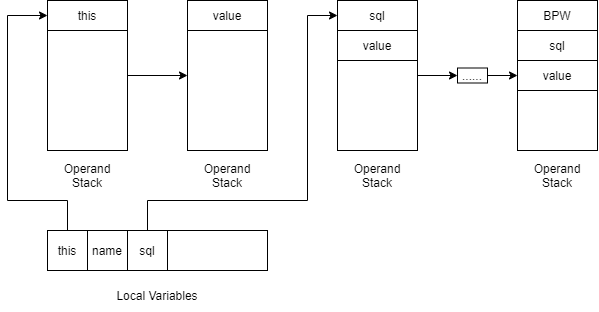 this
value
sql
value
BPW
sql
value
......
Operand
Stack
Operand
Stack
Operand
Stack
Operand
Stack
this name sql
Local Variables